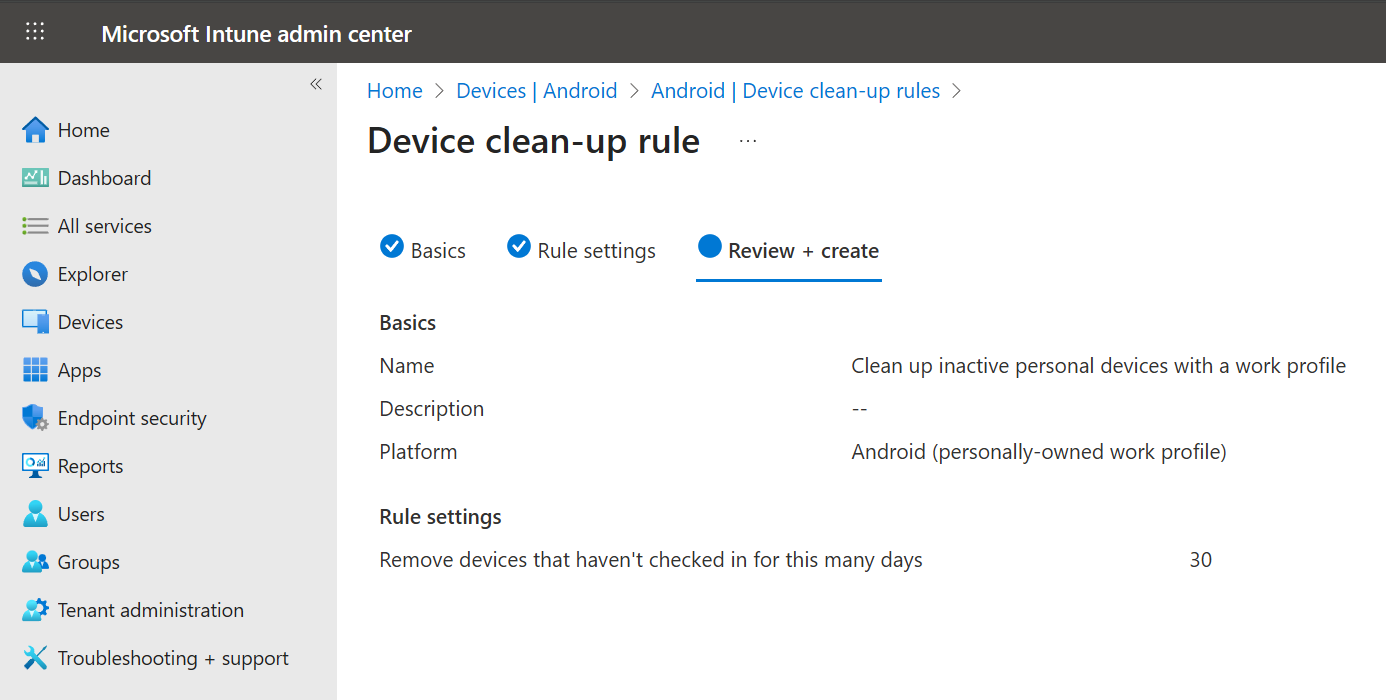 Microsoft Intune admin center
«
Home
Dashboard
All services
Explorer
Devices
Apps
Endpoint security
Reports
Users
Groups
Tenant administration
Troubleshooting + support
Home > Devices | Android > Android | Device clean-up rules >
Device clean-up rule ...
Basics Rule settings Review + create
Basics
Name Clean up inactive personal devices with a work profile
Description --
Platform Android (personally-owned work profile)
Rule settings
Remove devices that haven't checked in for this many days 30